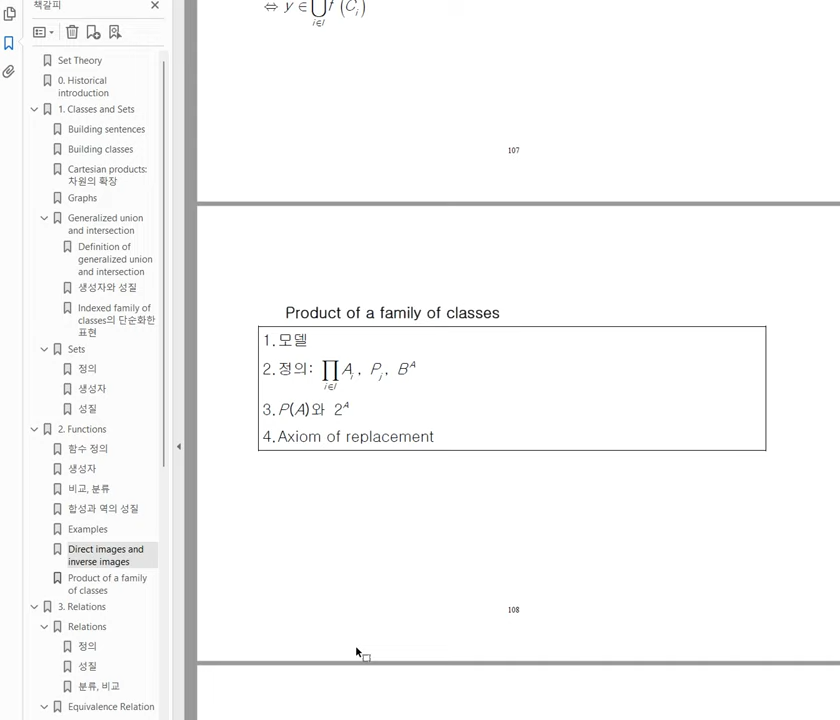 책갈피
Set Theory
0. Historical
introduction
1. Classes and Sets
Building sentences
Building classes
Cartesian products:
차원의 확장
Graphs
Generalized union
and intersection
Definition of
generalized union
and intersection
생성자와 성질
Indexed family of
classes의 단순화한
표현
Sets
정의
생성자
성질
2. Functions
함수 정의
생성자
비교, 분류
합성과 역의 성질
Examples
Direct images and
inverse images
Product of a family
of classes
3. Relations
Relations
정의
성질
분류, 비교
Equivalence Relation
⇔ y ∈ ⋃_{i∈I} f (C_i)
107
Product of a family of classes
1.모델
2.정의: ∏_{i∈I} A_i, P_j, B^A
3.P(A)와 2^A
4.Axiom of replacement
108